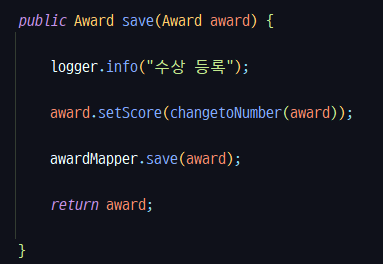 public Award save(Award award) {
logger.info("수상 등록");
award.setScore(changetoNumber(award));
awardMapper.save(award);
return award;
}